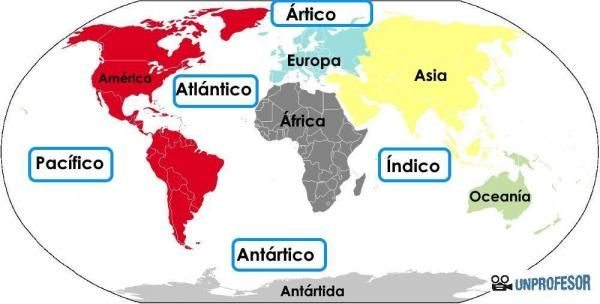 Ártico
Europa
América
Asia
Atlántico
África
Pacífico
Índico
Oceanía
Antártico
UNPROFESOR
Antártida